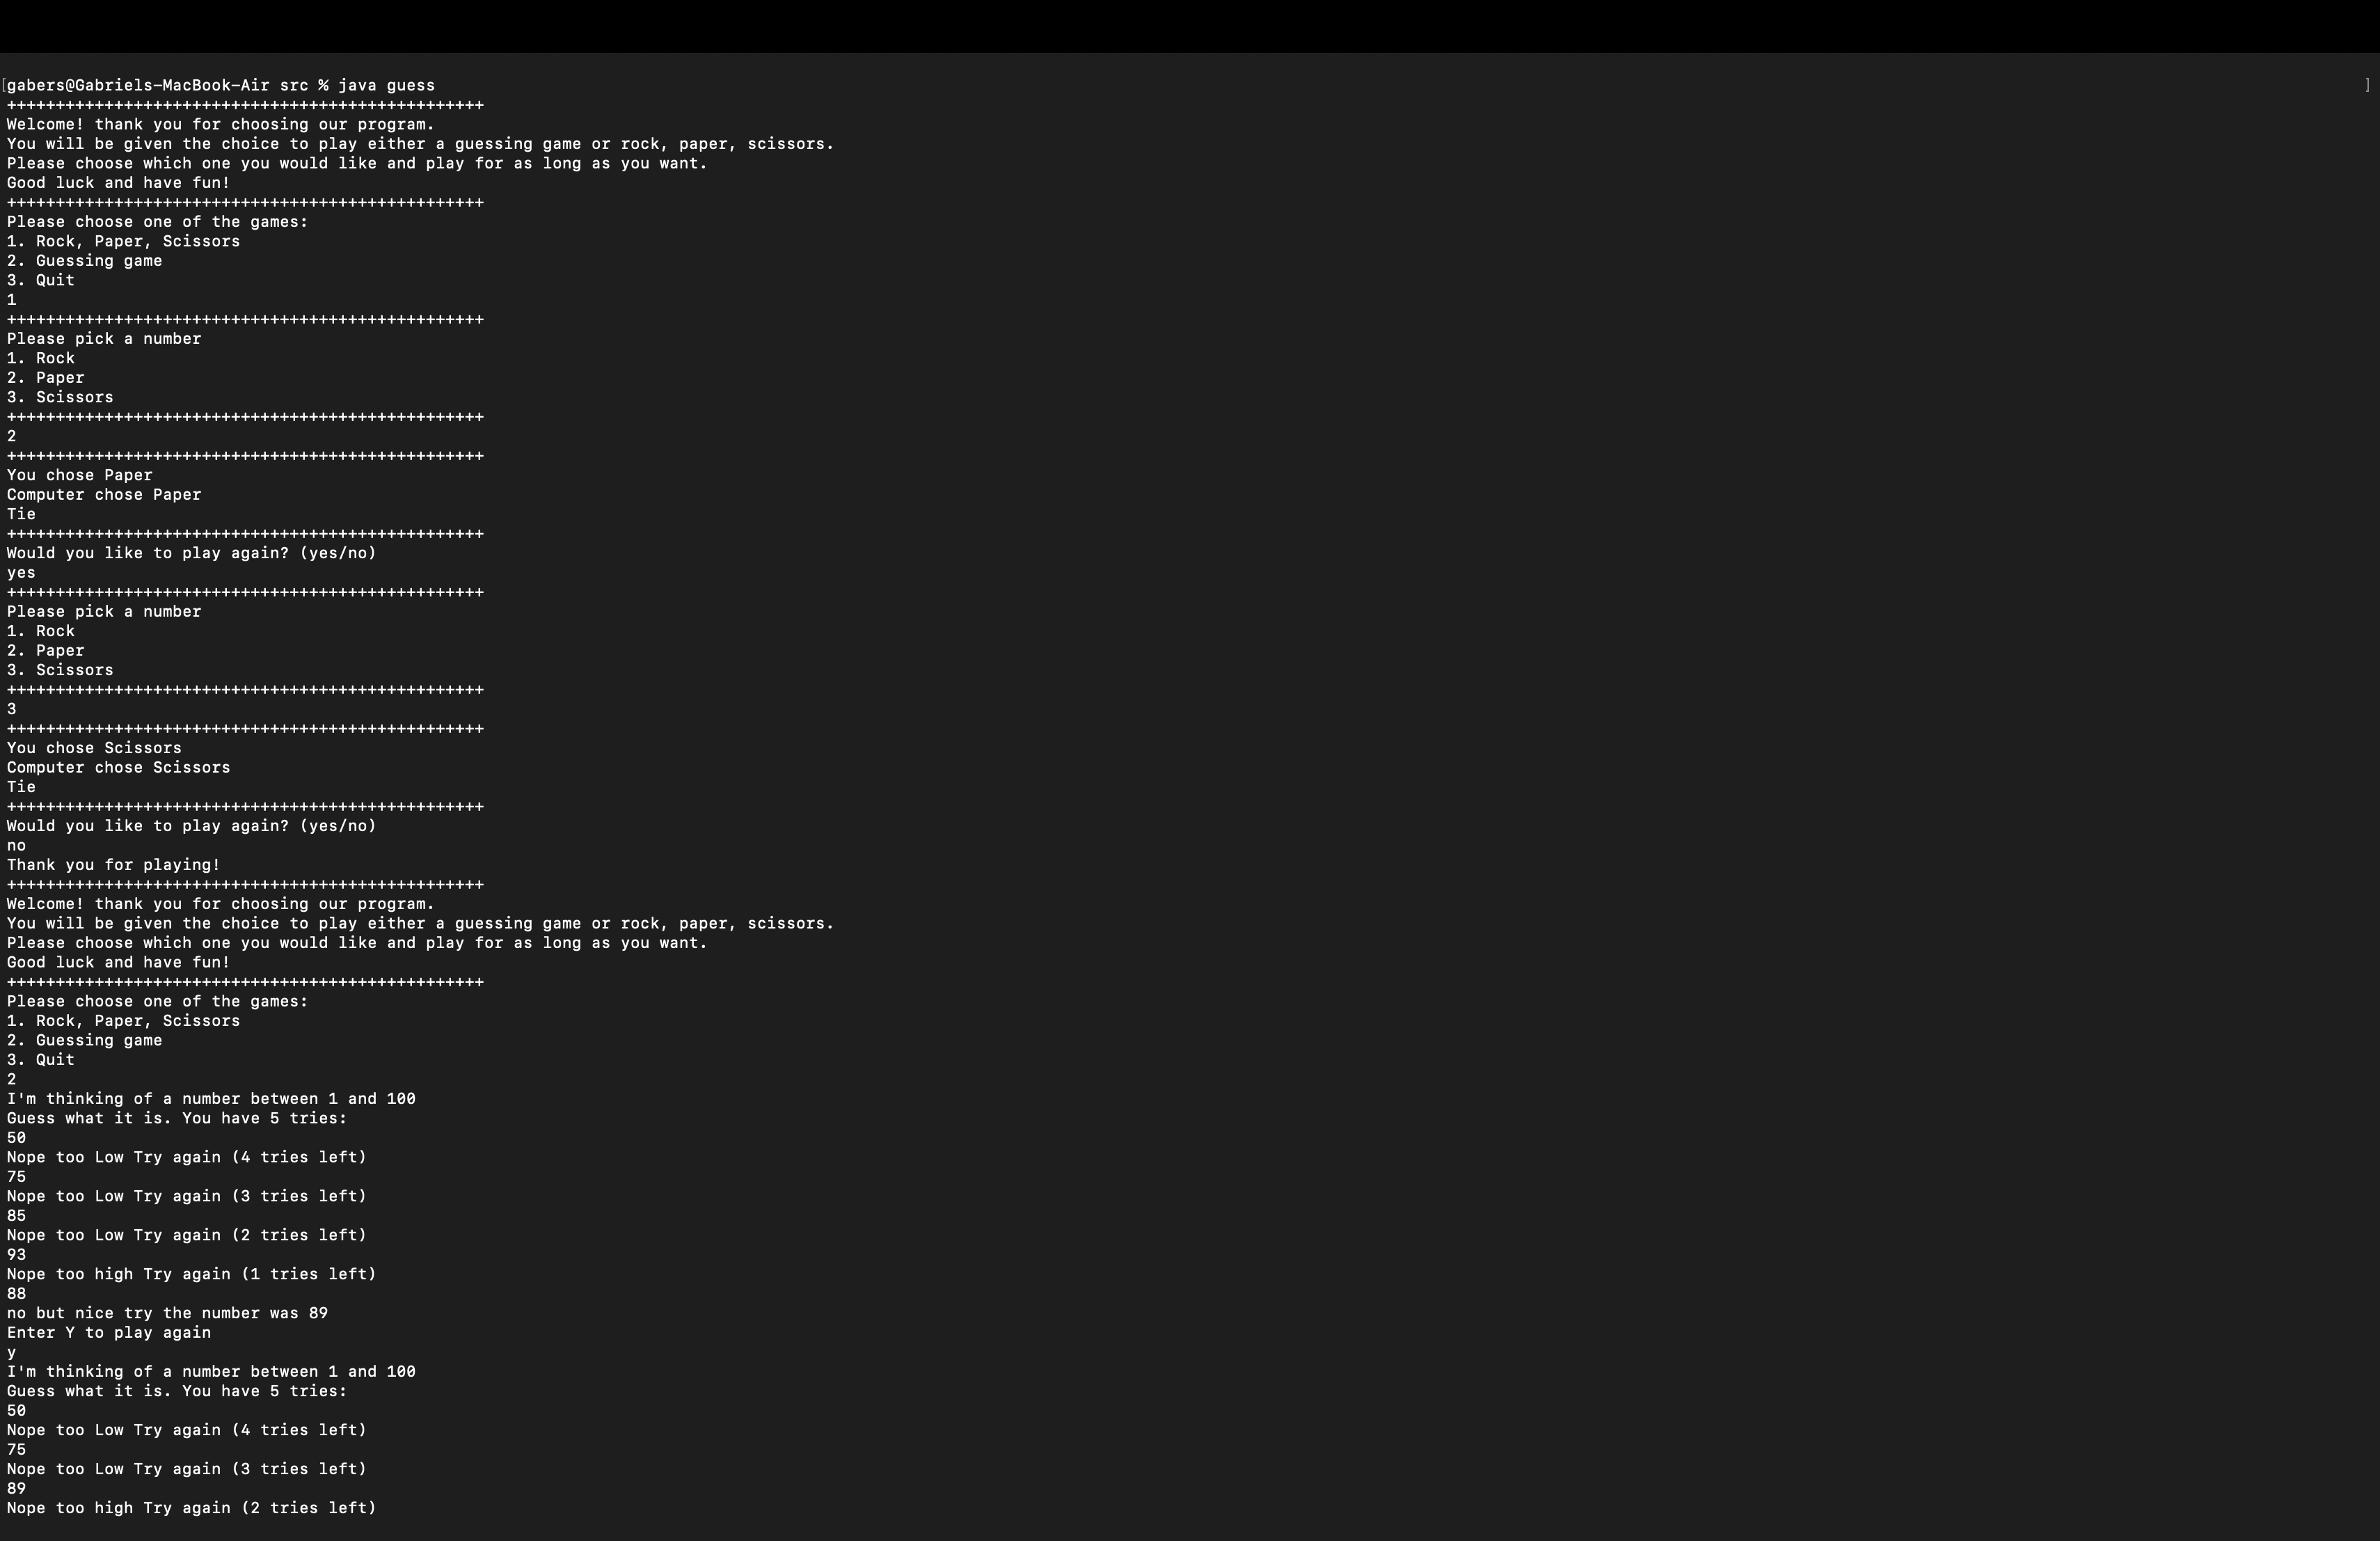 [gabers@Gabriels-MacBook-Air src % java guess ]
+++++++++++++++++++++++++++++++++++++++++++++++++
Welcome! thank you for choosing our program.
You will be given the choice to play either a guessing game or rock, paper, scissors.
Please choose which one you would like and play for as long as you want.
Good luck and have fun!
+++++++++++++++++++++++++++++++++++++++++++++++++
Please choose one of the games:
1. Rock, Paper, Scissors
2. Guessing game
3. Quit
1
+++++++++++++++++++++++++++++++++++++++++++++++++
Please pick a number
1. Rock
2. Paper
3. Scissors
+++++++++++++++++++++++++++++++++++++++++++++++++
2
+++++++++++++++++++++++++++++++++++++++++++++++++
You chose Paper
Computer chose Paper
Tie
+++++++++++++++++++++++++++++++++++++++++++++++++
Would you like to play again? (yes/no)
yes
+++++++++++++++++++++++++++++++++++++++++++++++++
Please pick a number
1. Rock
2. Paper
3. Scissors
+++++++++++++++++++++++++++++++++++++++++++++++++
3
+++++++++++++++++++++++++++++++++++++++++++++++++
You chose Scissors
Computer chose Scissors
Tie
+++++++++++++++++++++++++++++++++++++++++++++++++
Would you like to play again? (yes/no)
no
Thank you for playing!
+++++++++++++++++++++++++++++++++++++++++++++++++
Welcome! thank you for choosing our program.
You will be given the choice to play either a guessing game or rock, paper, scissors.
Please choose which one you would like and play for as long as you want.
Good luck and have fun!
+++++++++++++++++++++++++++++++++++++++++++++++++
Please choose one of the games:
1. Rock, Paper, Scissors
2. Guessing game
3. Quit
2
I'm thinking of a number between 1 and 100
Guess what it is. You have 5 tries:
50
Nope too Low Try again (4 tries left)
75
Nope too Low Try again (3 tries left)
85
Nope too Low Try again (2 tries left)
93
Nope too high Try again (1 tries left)
88
no but nice try the number was 89
Enter Y to play again
y
I'm thinking of a number between 1 and 100
Guess what it is. You have 5 tries:
50
Nope too Low Try again (4 tries left)
75
Nope too Low Try again (3 tries left)
89
Nope too high Try again (2 tries left)